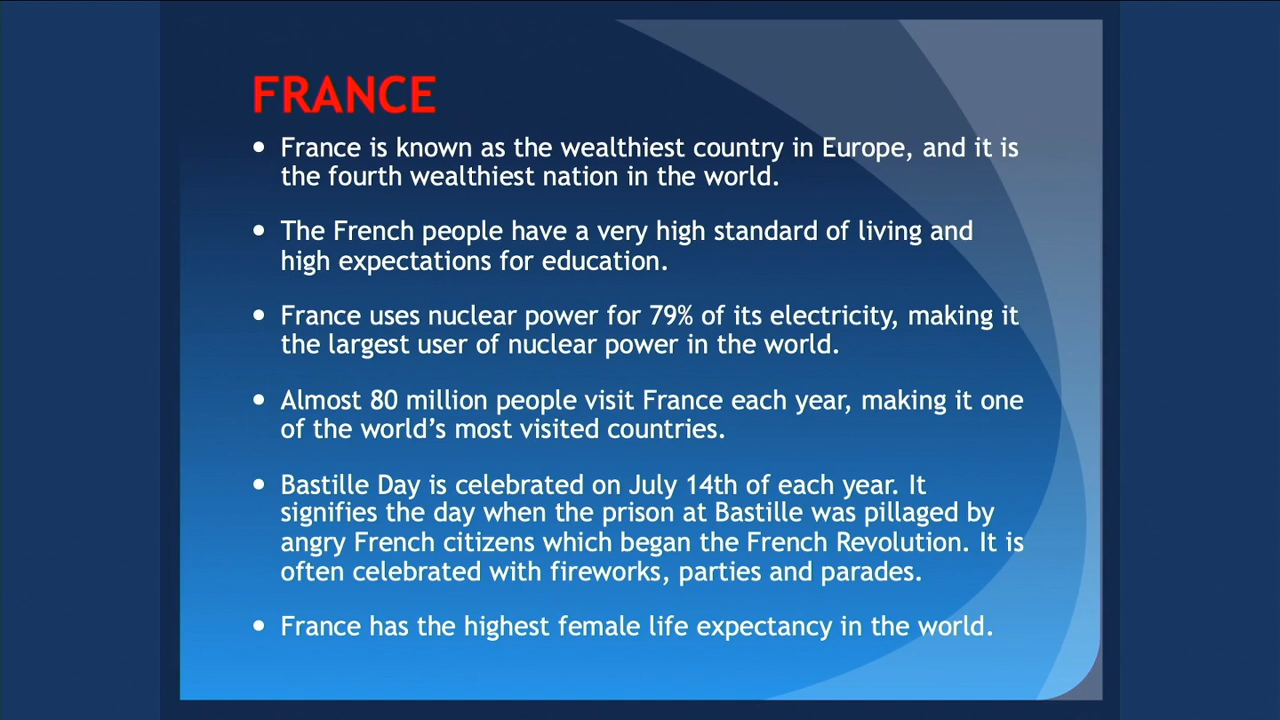 FRANCE
• France is known as the wealthiest country in Europe, and it is
the fourth wealthiest nation in the world.
• The French people have a very high standard of living and
high expectations for education.
• France uses nuclear power for 79% of its electricity, making it
the largest user of nuclear power in the world.
• Almost 80 million people visit France each year, making it one
of the world’s most visited countries.
• Bastille Day is celebrated on July 14th of each year. It
signifies the day when the prison at Bastille was pillaged by
angry French citizens which began the French Revolution. It is
often celebrated with fireworks, parties and parades.
• France has the highest female life expectancy in the world.